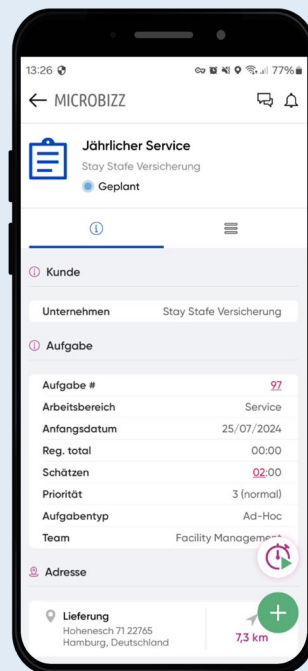 13:26
77%
MICROBIZZ
Jährlicher Service
Stay Stafe Versicherung
Geplant
Kunde
Unternehmen Stay Stafe Versicherung
Aufgabe
Aufgabe # 97
Arbeitsbereich Service
Anfangsdatum 25/07/2024
Reg. total 00:00
Schätzen 02:00
Priorität 3 (normal)
Aufgabentyp Ad-Hoc
Team Facility Management
Adresse
Lieferung
Hohenesch 71 22765
Hamburg, Deutschland
7,3 km